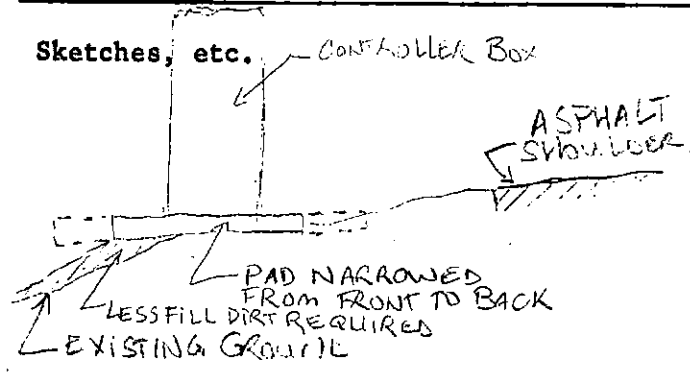 Sketches, etc.
CONTROLLER BOX
ASPHALT
SHOULDER
PAD NARROWED
FROM FRONT TO BACK
LESS FILL DIRT REQUIRED
EXISTING GROUND